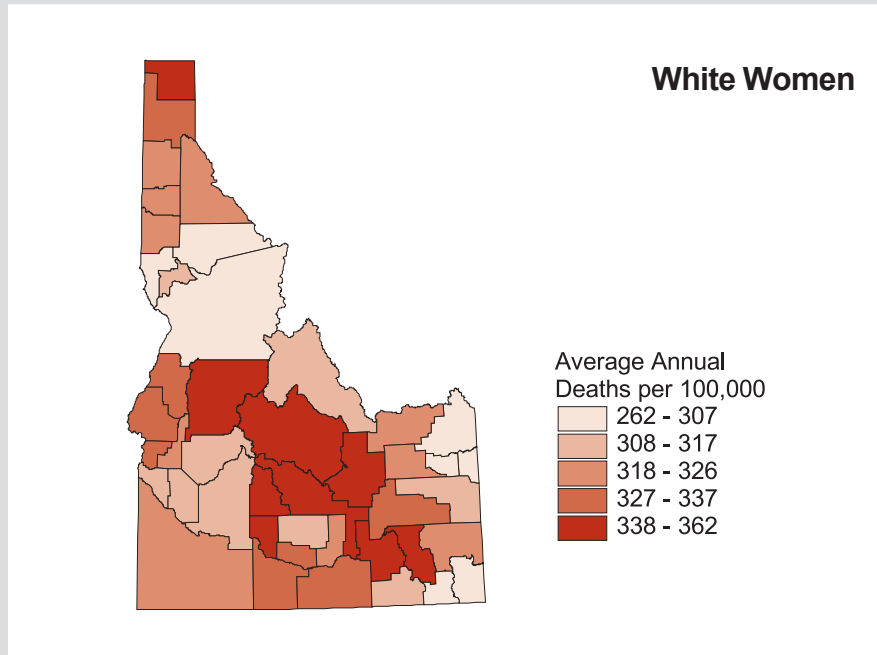 White Women
Average Annual
Deaths per 100,000
262 - 307
308 - 317
318 - 326
327 - 337
338 - 362